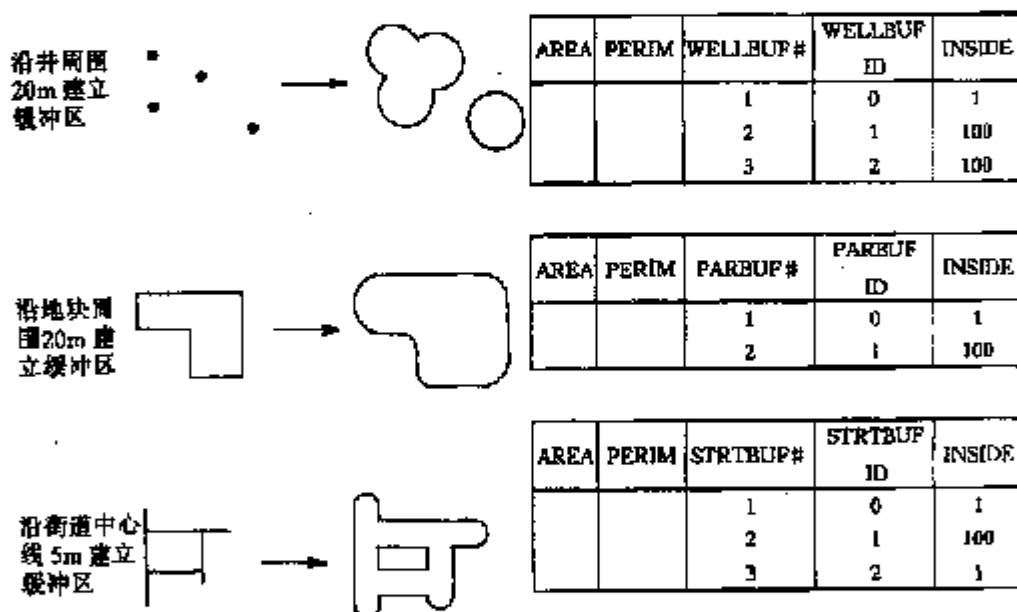 沿井周围
20m 建立
缓冲区
AREA PERIM WELLBUF# WELLBUF ID INSIDE
1 0 1
2 1 100
3 2 100
沿地块周
围20m 建
立缓冲区
AREA PERIM PARBUF# PARBUF ID INSIDE
1 0 1
2 1 100
沿街道中心
线 5m 建立
缓冲区
AREA PERIM STRTBUF# STRTBUF ID INSIDE
1 0 1
2 1 100
3 2 1